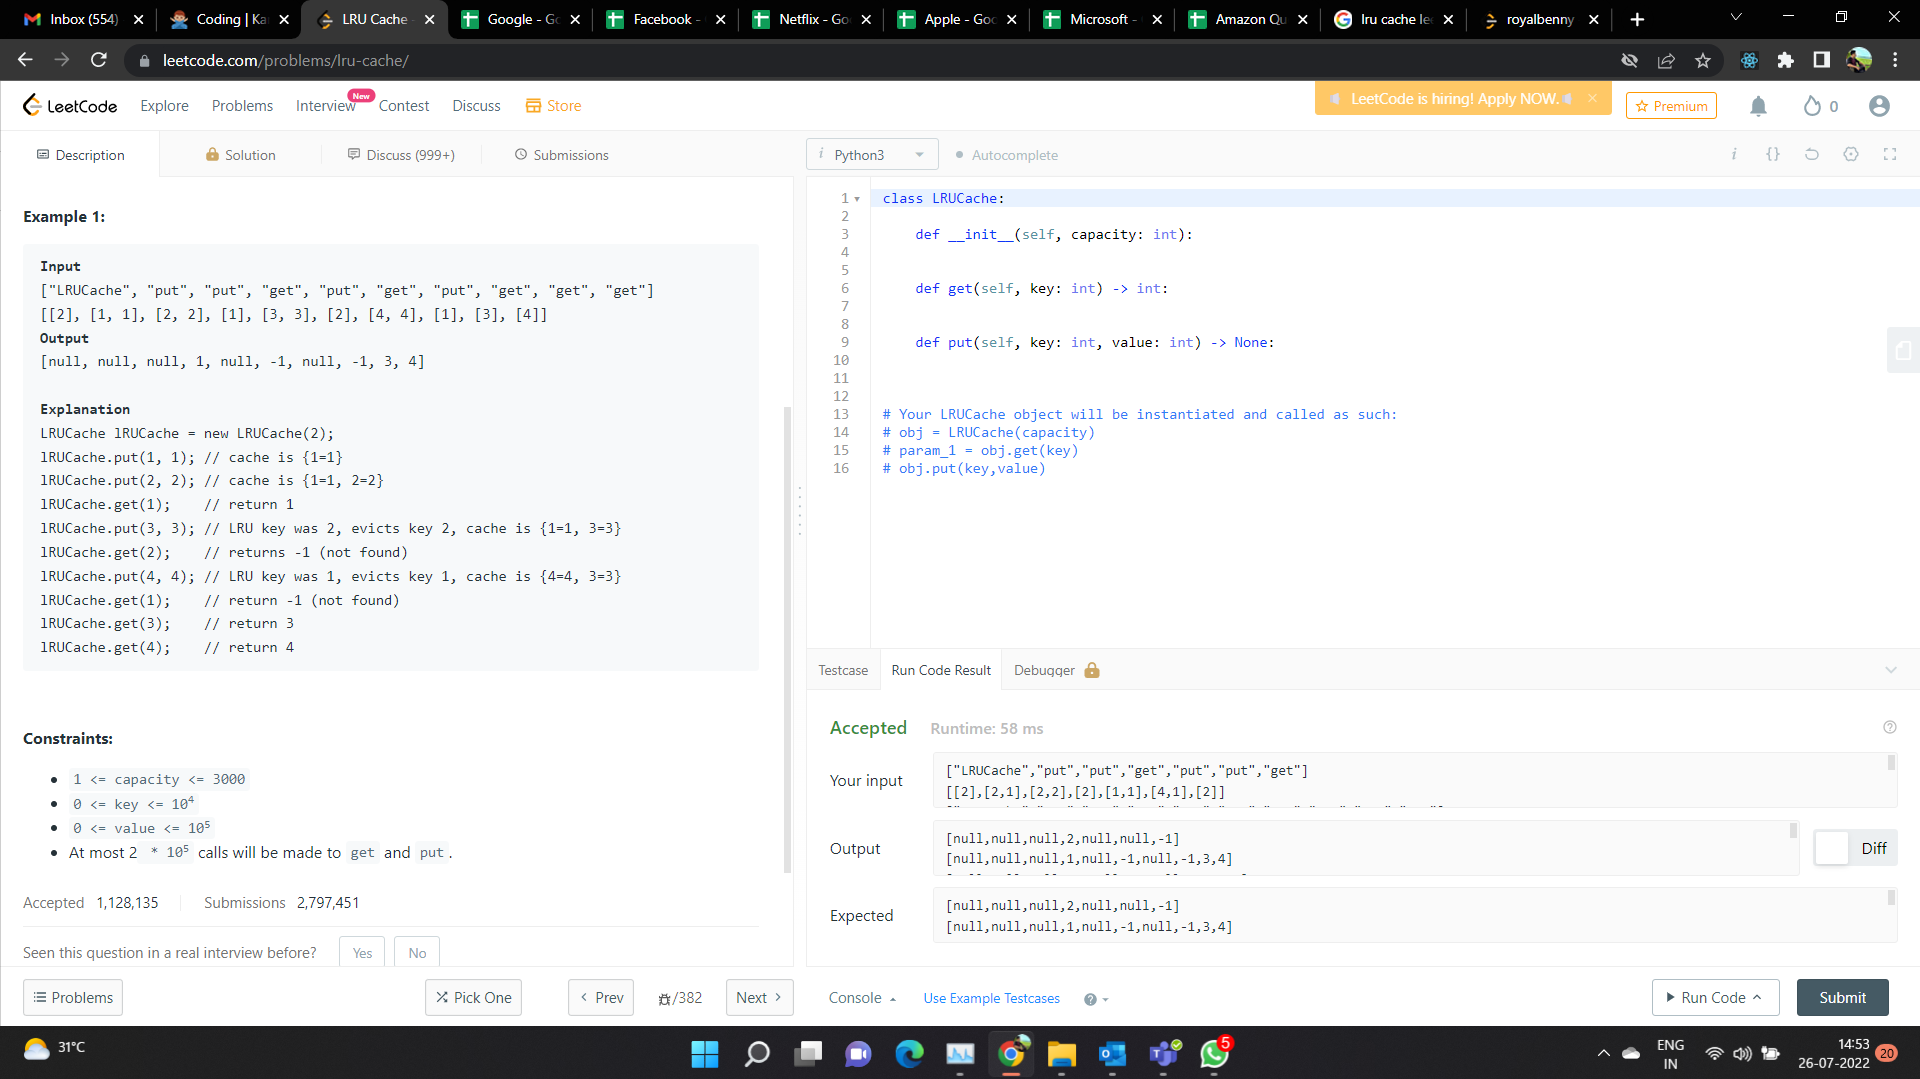 Inbox (554)
Coding | Ka
LRU Cache -
Google - Go
Facebook -
Netflix - Go
Apple - Goo
Microsoft -
Amazon Qu
lru cache le
royalbenny
leetcode.com/problems/lru-cache/
LeetCode
Explore
Problems
Interview
New
Contest
Discuss
Store
LeetCode is hiring! Apply NOW.
Premium
0
Description
Solution
Discuss (999+)
Submissions
Example 1:
Input
["LRUCache", "put", "put", "get", "put", "get", "put", "get", "get", "get"]
[[2], [1, 1], [2, 2], [1], [3, 3], [2], [4, 4], [1], [3], [4]]
Output
[null, null, null, 1, null, -1, null, -1, 3, 4]
Explanation
LRUCache lRUCache = new LRUCache(2);
lRUCache.put(1, 1); // cache is {1=1}
lRUCache.put(2, 2); // cache is {1=1, 2=2}
lRUCache.get(1);    // return 1
lRUCache.put(3, 3); // LRU key was 2, evicts key 2, cache is {1=1, 3=3}
lRUCache.get(2);    // returns -1 (not found)
lRUCache.put(4, 4); // LRU key was 1, evicts key 1, cache is {4=4, 3=3}
lRUCache.get(1);    // return -1 (not found)
lRUCache.get(3);    // return 3
lRUCache.get(4);    // return 4
Constraints:
1 <= capacity <= 3000
0 <= key <= 10⁴
0 <= value <= 10⁵
At most 2 * 10⁵ calls will be made to get and put.
Accepted 1,128,135
Submissions 2,797,451
Seen this question in a real interview before?
Yes
No
Problems
Pick One
Prev
/382
Next
i Python3
Autocomplete
i {}
1 class LRUCache:
2
3     def __init__(self, capacity: int):
4
5
6     def get(self, key: int) -> int:
7
8
9     def put(self, key: int, value: int) -> None:
10
11
12
13 # Your LRUCache object will be instantiated and called as such:
14 # obj = LRUCache(capacity)
15 # param_1 = obj.get(key)
16 # obj.put(key,value)
Testcase
Run Code Result
Debugger
Accepted
Runtime: 58 ms
Your input
["LRUCache","put","put","get","put","put","get"]
[[2],[2,1],[2,2],[2],[1,1],[4,1],[2]]
Output
[null,null,null,2,null,null,-1]
[null,null,null,1,null,-1,null,-1,3,4]
Diff
Expected
[null,null,null,2,null,null,-1]
[null,null,null,1,null,-1,null,-1,3,4]
Console
Use Example Testcases
Run Code
Submit
31°C
5
ENG
IN
14:53
26-07-2022
20